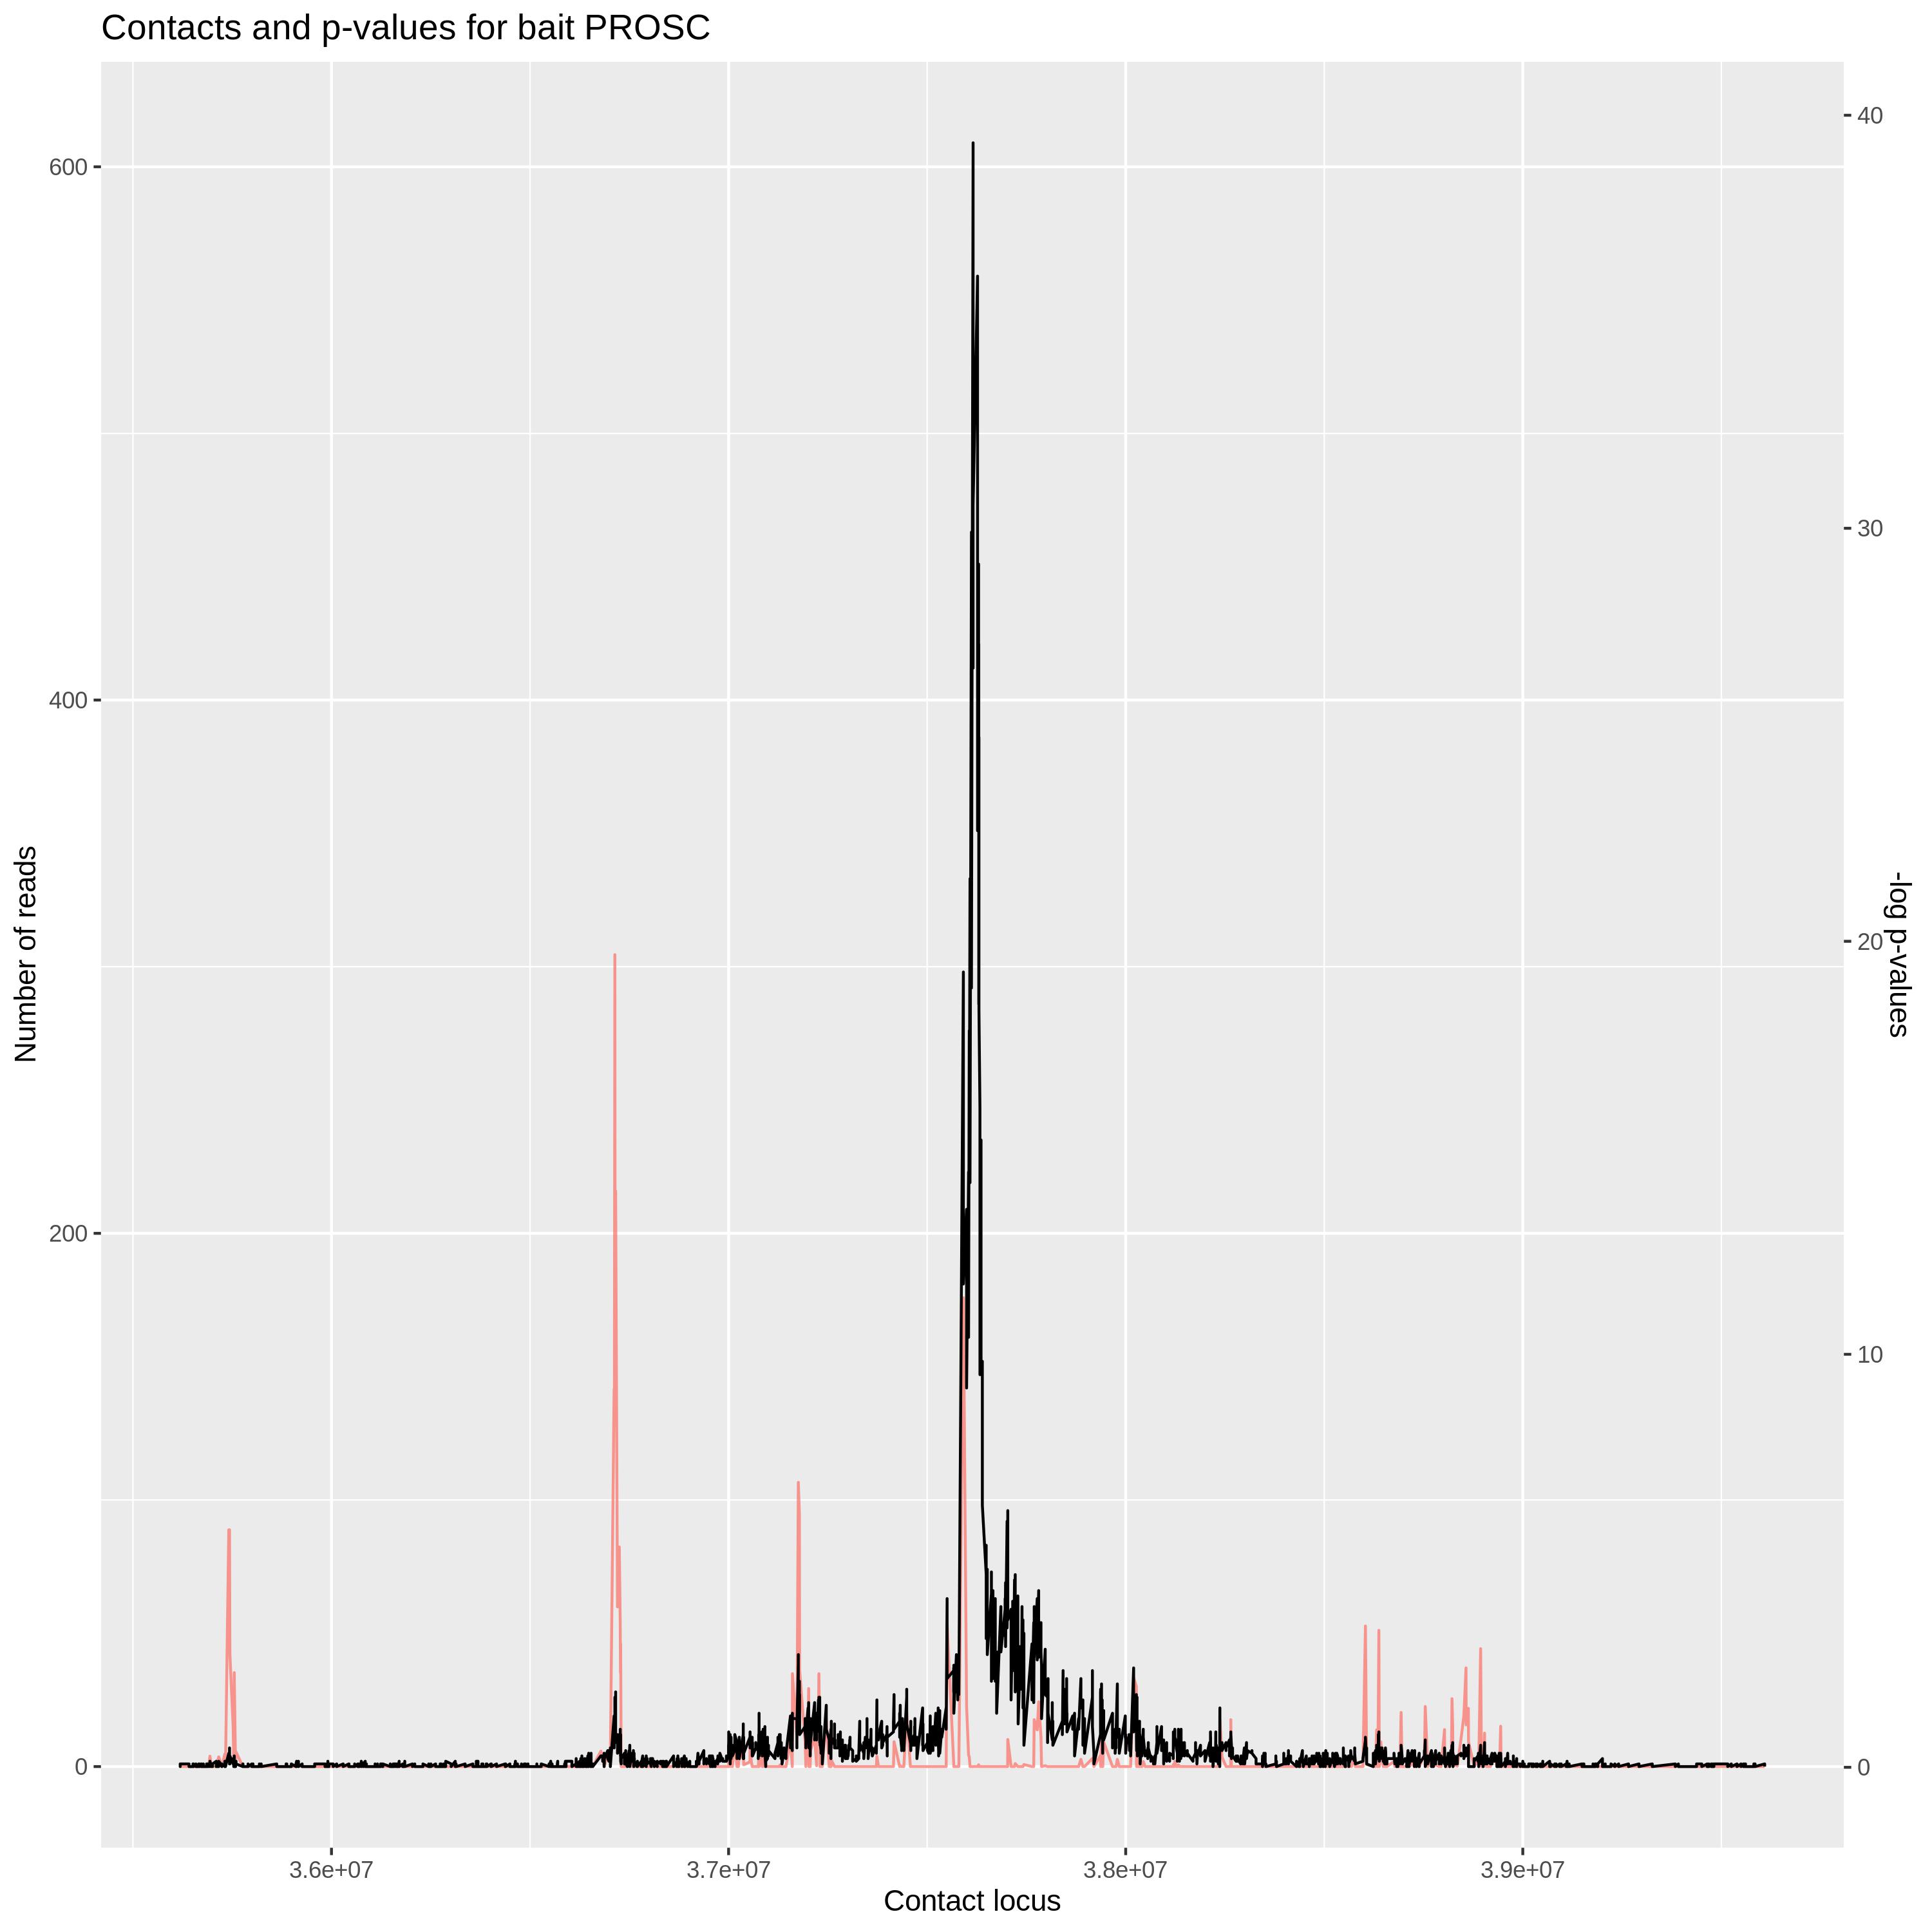 Contacts and p-values for bait PROSC
Number of reads
600
400
200
0
40
30
20
10
0
-log p-values
3.6e+07
3.7e+07
3.8e+07
3.9e+07
Contact locus